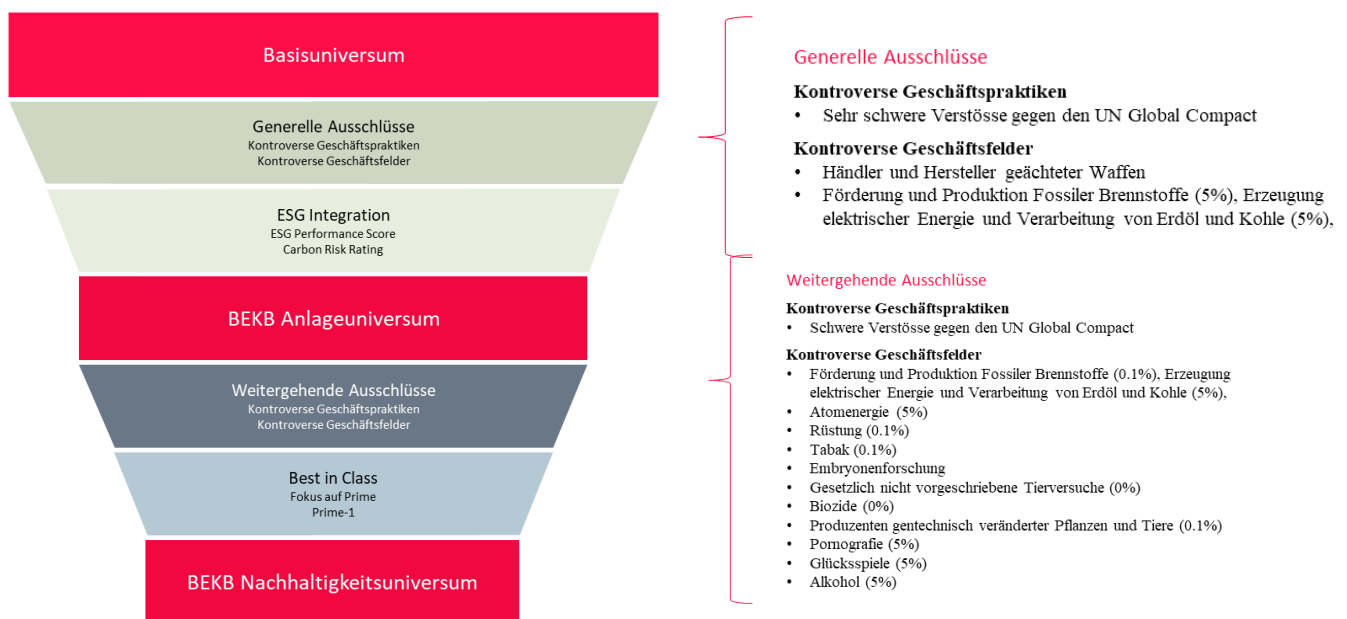 Basisuniversum
Generelle Ausschlüsse
Kontroverse Geschäftspraktiken
Kontroverse Geschäftsfelder
ESG Integration
ESG Performance Score
Carbon Risk Rating
BEKB Anlageuniversum
Weitergehende Ausschlüsse
Kontroverse Geschäftspraktiken
Kontroverse Geschäftsfelder
Best in Class
Fokus auf Prime
Prime-1
BEKB Nachhaltigkeitsuniversum
Generelle Ausschlüsse
Kontroverse Geschäftspraktiken
• Sehr schwere Verstösse gegen den UN Global Compact
Kontroverse Geschäftsfelder
• Händler und Hersteller geächteter Waffen
• Förderung und Produktion Fossiler Brennstoffe (5%), Erzeugung
elektrischer Energie und Verarbeitung von Erdöl und Kohle (5%),
Weitergehende Ausschlüsse
Kontroverse Geschäftspraktiken
• Schwere Verstösse gegen den UN Global Compact
Kontroverse Geschäftsfelder
• Förderung und Produktion Fossiler Brennstoffe (0.1%), Erzeugung
elektrischer Energie und Verarbeitung von Erdöl und Kohle (5%),
• Atomenergie (5%)
• Rüstung (0.1%)
• Tabak (0.1%)
• Embryonenforschung
• Gesetzlich nicht vorgeschriebene Tierversuche (0%)
• Biozide (0%)
• Produzenten gentechnisch veränderter Pflanzen und Tiere (0.1%)
• Pornografie (5%)
• Glücksspiele (5%)
• Alkohol (5%)